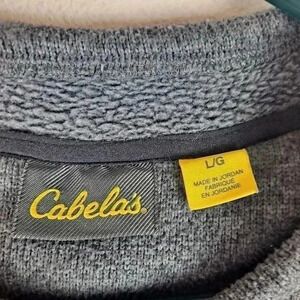 Cabela's.
L/G
MADE IN JORDAN
FABRIQUÉ
EN JORDANIE